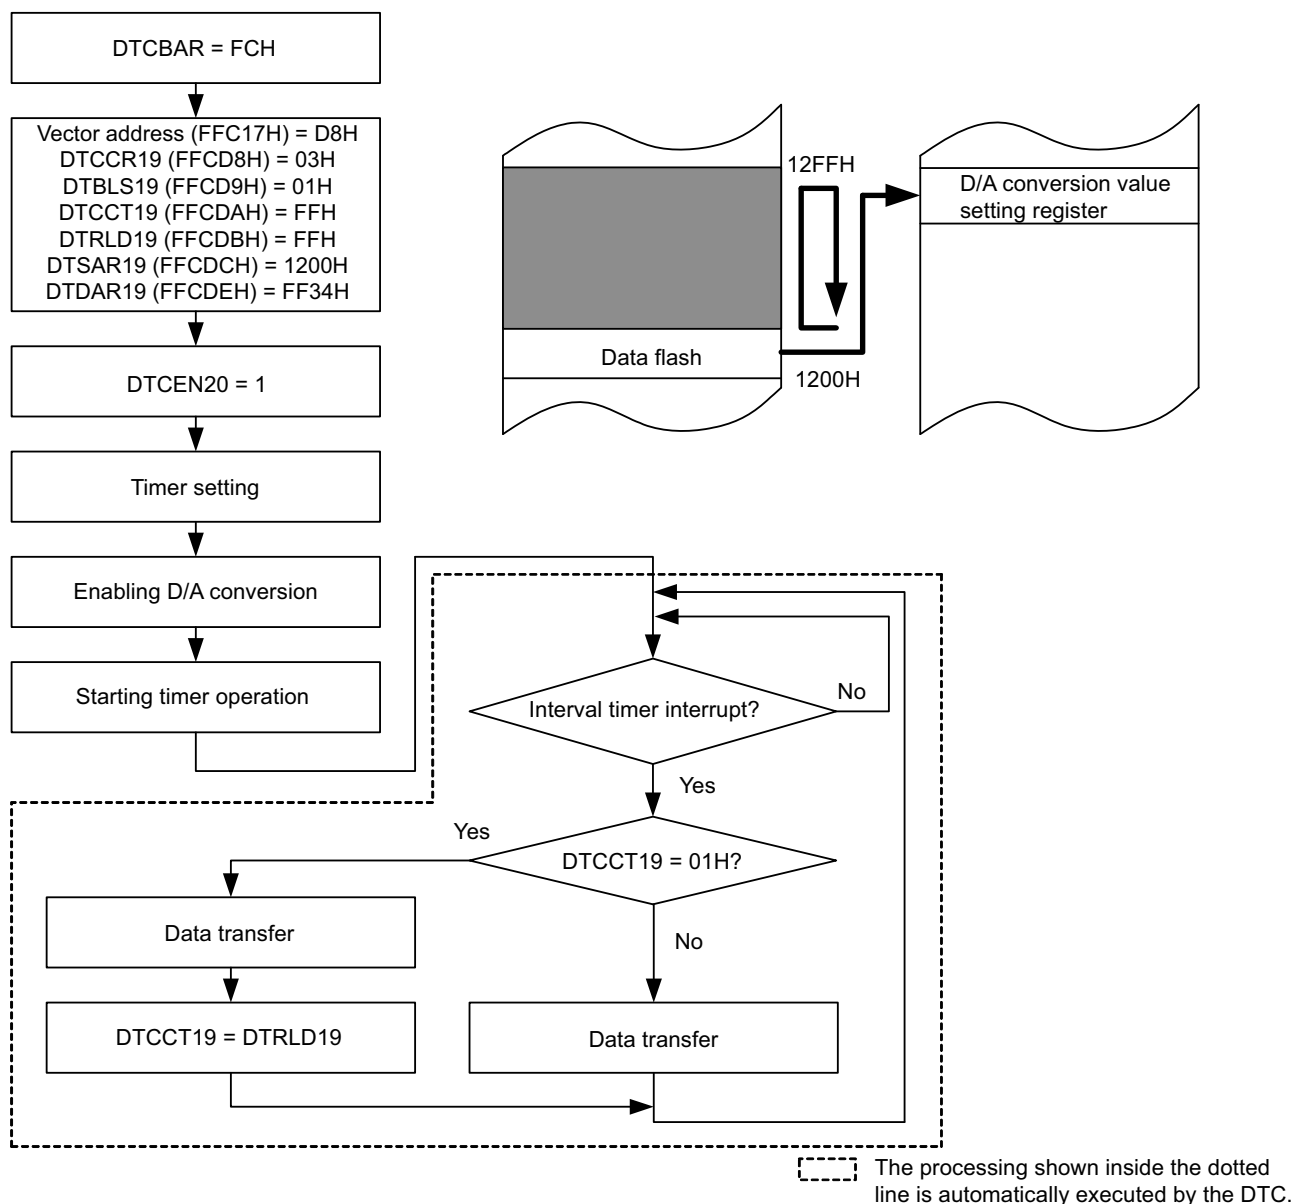 DTCBAR = FCH
Vector address (FFC17H) = D8H
DTCCR19 (FFCD8H) = 03H
DTBLS19 (FFCD9H) = 01H
DTCCT19 (FFCDAH) = FFH
DTRLD19 (FFCDBH) = FFH
DTSAR19 (FFCDCH) = 1200H
DTDAR19 (FFCDEH) = FF34H
DTCEN20 = 1
Timer setting
Enabling D/A conversion
Starting timer operation
12FFH
D/A conversion value
setting register
Data flash
1200H
Interval timer interrupt?
No
Yes
DTCCT19 = 01H?
Yes
No
Data transfer
DTCCT19 = DTRLD19
Data transfer
The processing shown inside the dotted
line is automatically executed by the DTC.